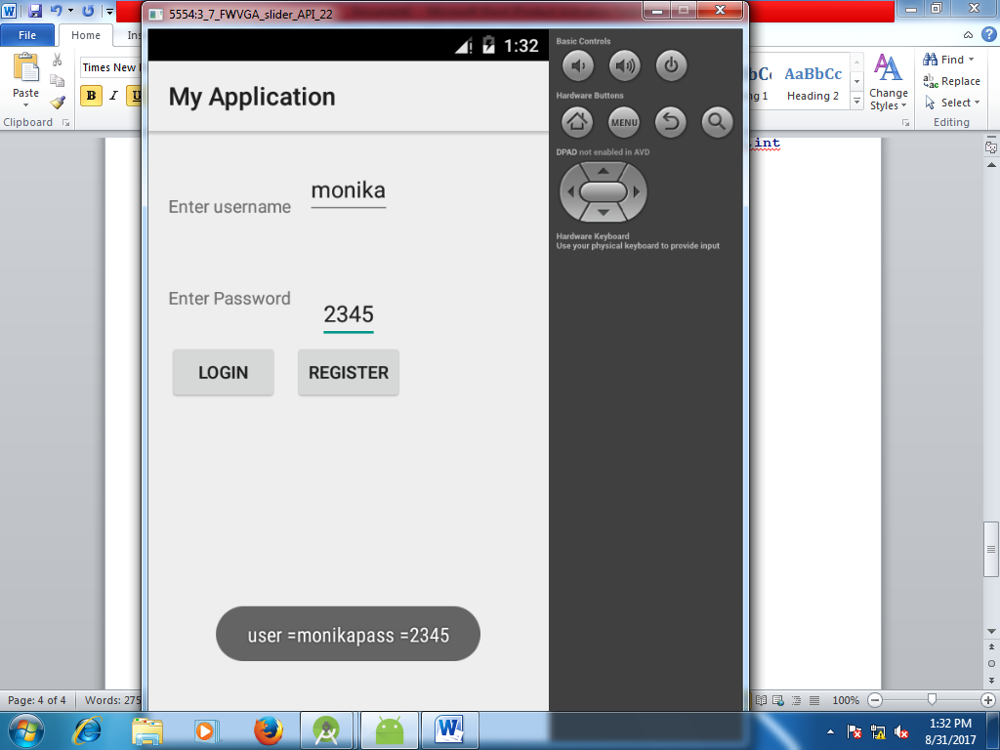 5554:3_7_FWVGA_slider_API_22
File
Home
Ins
Times New
Find
Paste
B
I
U
Replace
AaBbCc
ng 1
Heading 2
Change
Styles
Select
Clipboard
Editing
int
1:32
My Application
Enter username
monika
Enter Password
2345
LOGIN
REGISTER
user =monikapass =2345
Basic Controls
Hardware Buttons
MENU
DPAD not enabled in AVD
Hardware Keyboard
Use your physical keyboard to provide input
Page: 4 of 4
Words: 275
100%
1:32 PM
8/31/2017